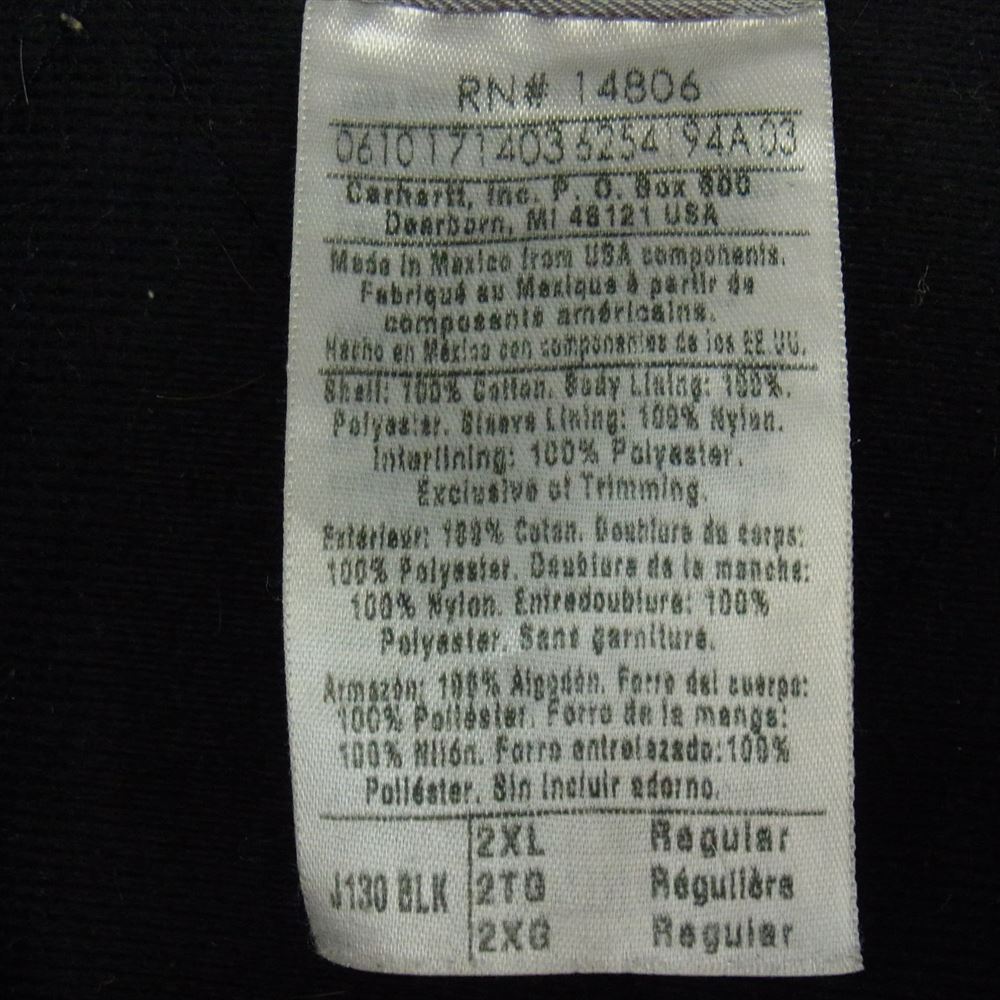 RN# 14806
0610171403 6254194A 03
Carhartt, Inc. P. O. Box 600
Dearborn, MI 48121 USA
Made in Mexico from USA components.
Fabriqué au Mexique à partir de
composants américains.
Hecho en México con componentes de los EE.UU.
Shell: 100% Cotton. Body Lining: 100%.
Polyester. Sleeve Lining: 100% Nylon.
Interlining: 100% Polyester.
Exclusive of Trimming.
Extérieur: 100% Coton. Doublure du corps:
100% Polyester. Doublure de la manche:
100% Nylon. Entredoublure: 100%
Polyester. Sans garniture.
Armazón: 100% Algodón. Forro del cuerpo:
100% Poliéster. Forro de la manga:
100% Nilón. Forro entrelazado:100%
Poliéster. Sin incluir adorno.
J130 BLK
2XL Regular
2TG Régulière
2XG Regular